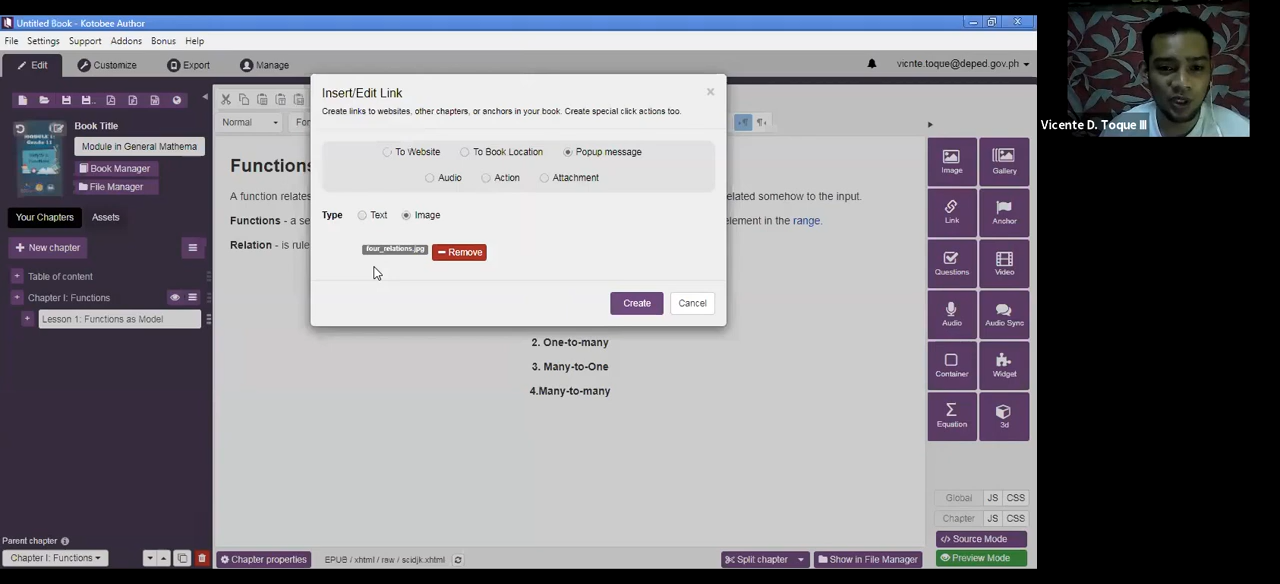 Untitled Book - Kotobee Author
File Settings Support Addons Bonus Help
Edit Customize Export Manage vicnte.toque@deped.gov.ph
Book Title
Module in General Mathema
Book Manager
File Manager
Your Chapters Assets
New chapter
Table of content
Chapter I: Functions
Lesson 1: Functions as Model
Parent chapter
Chapter I: Functions
Normal
Insert/Edit Link
Create links to websites, other chapters, or anchors in your book. Create special click actions too.
To Website To Book Location Popup message
Audio Action Attachment
Type Text Image
four_relations.jpg Remove
Create Cancel
Functions
A function relates
elated somehow to the input.
Functions - a se
element in the range.
Relation - is rule
2. One-to-many
3. Many-to-One
4.Many-to-many
Image Gallery
Link Anchor
Questions Video
Audio Audio Sync
Container Widget
Equation 3d
Global JS CSS
Chapter JS CSS
</> Source Mode
Preview Mode
Chapter properties EPUB / xhtml / raw / scidjk.xhtml Split chapter Show in File Manager
Vicente D. Toque III